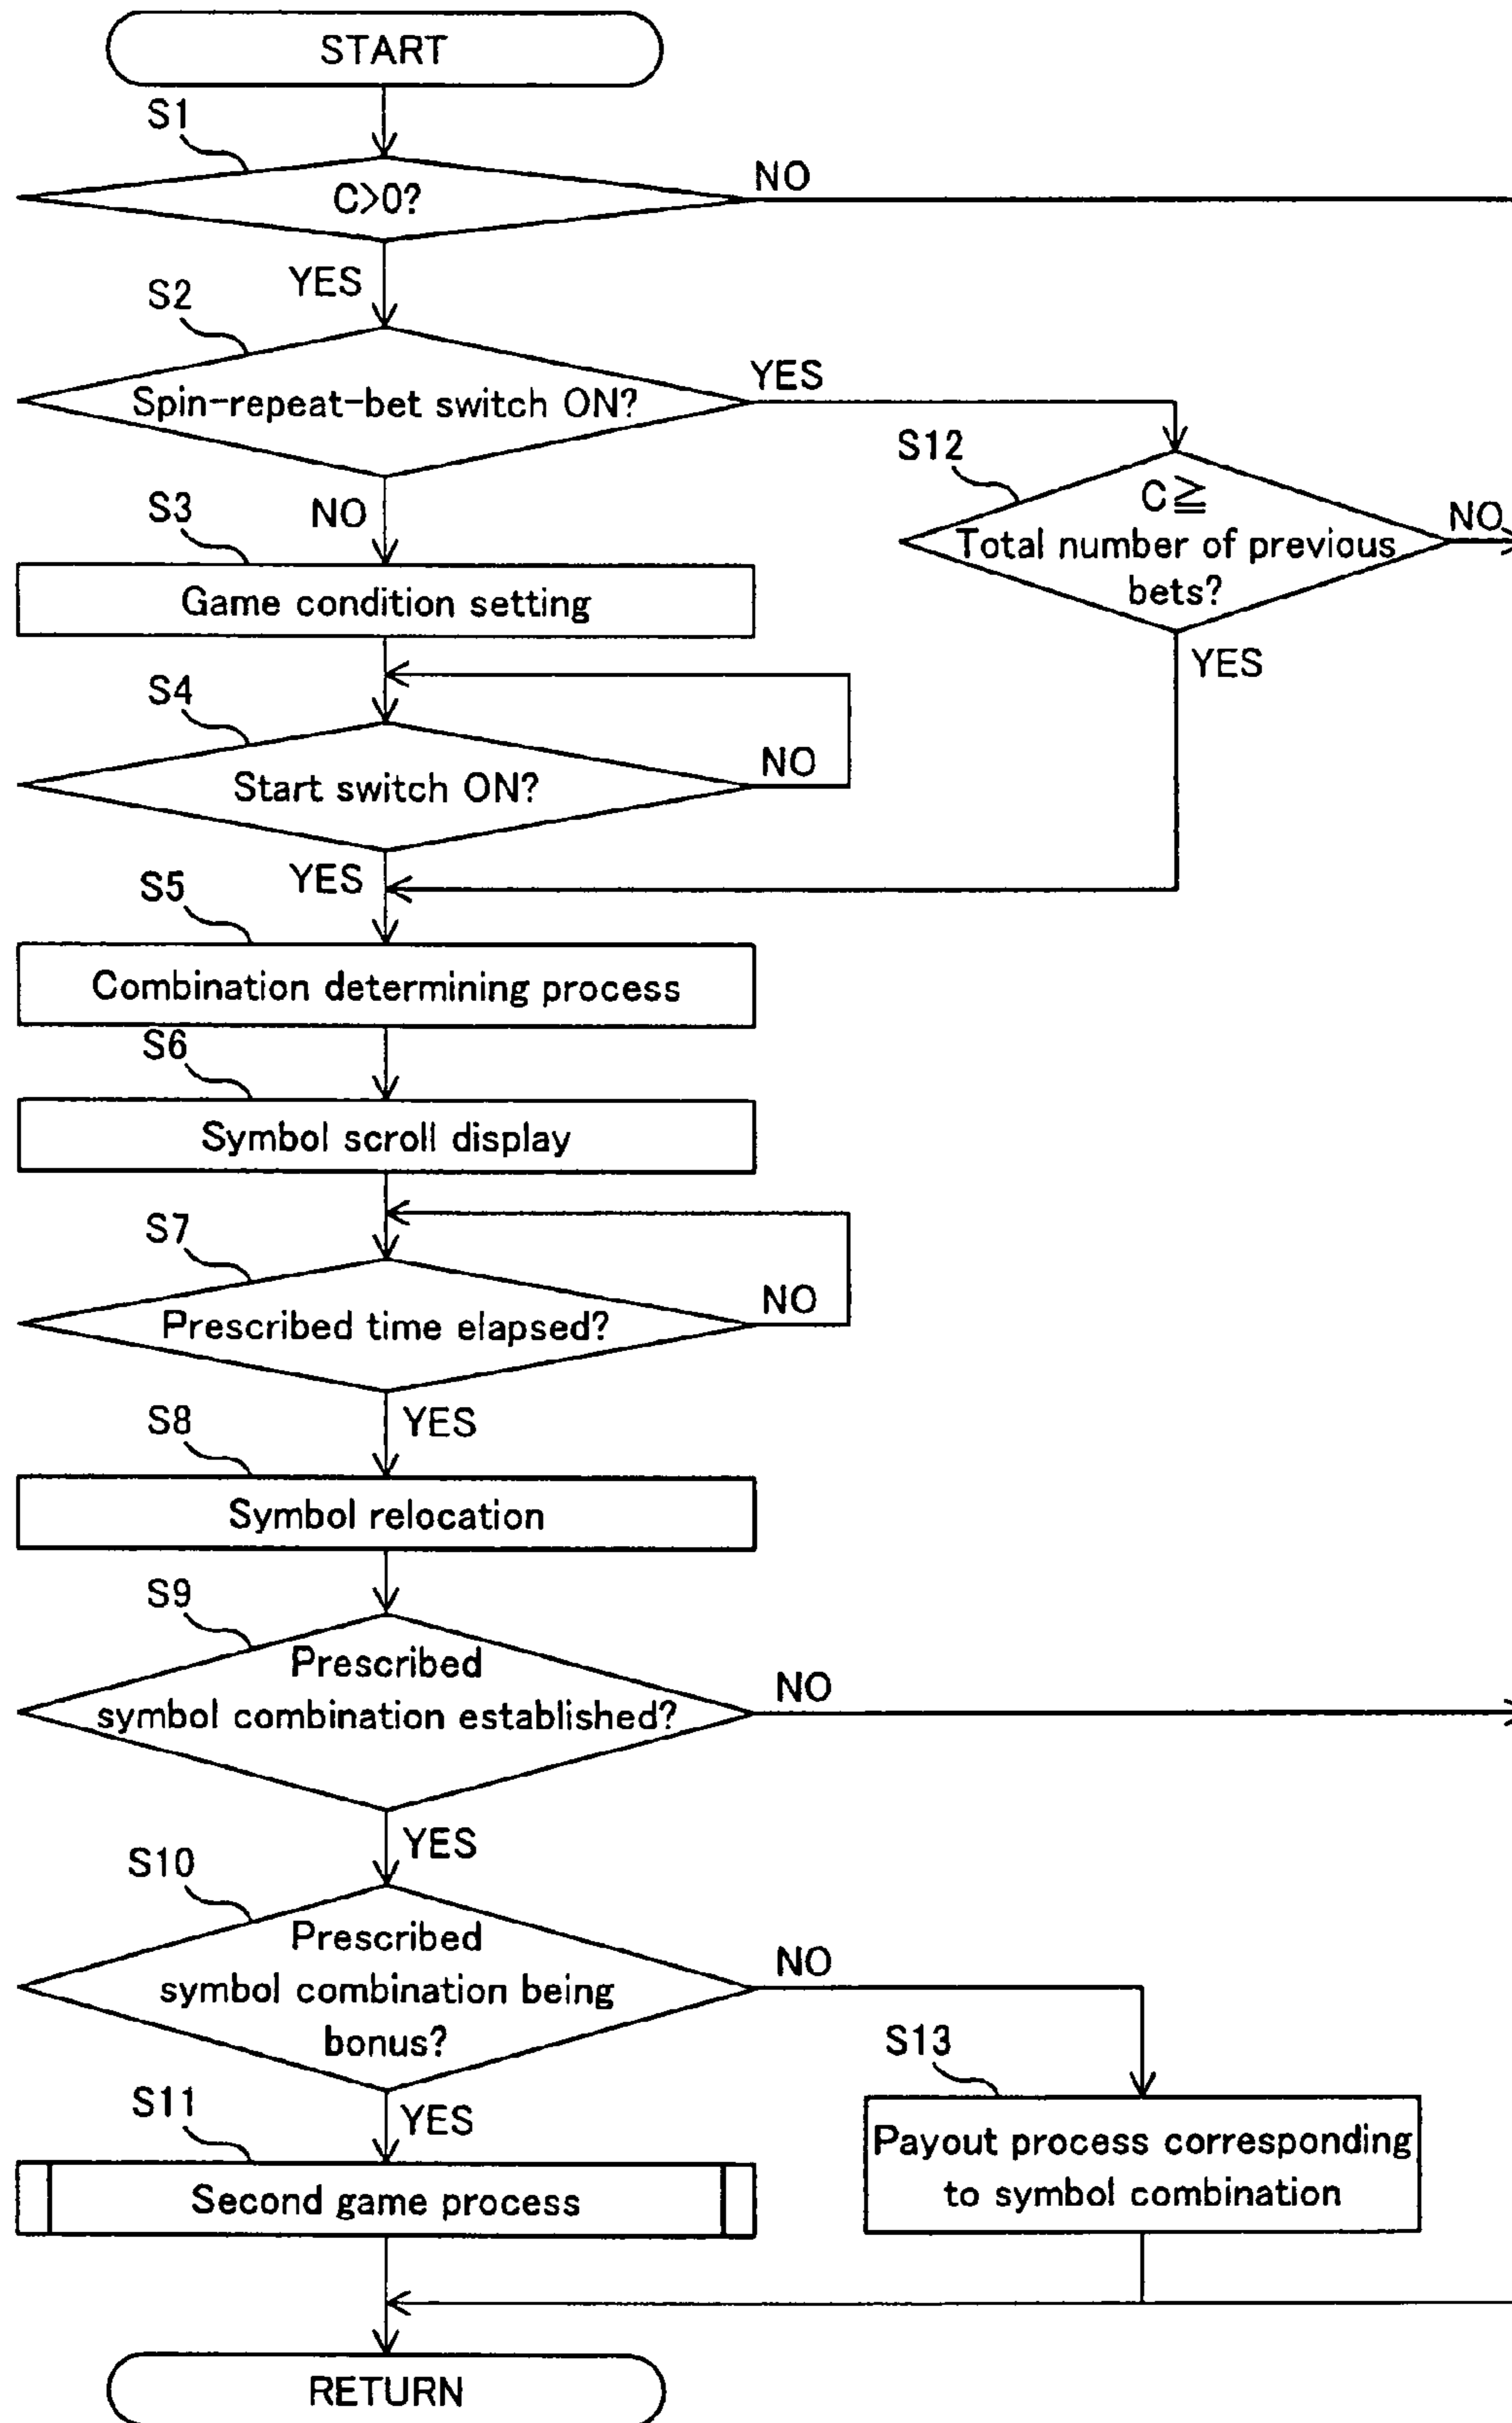 START
S1
C>0?
NO
YES
S2
Spin-repeat-bet switch ON?
YES
NO
S12
C≧
Total number of previous
bets?
NO
YES
S3
Game condition setting
S4
Start switch ON?
NO
YES
S5
Combination determining process
S6
Symbol scroll display
S7
Prescribed time elapsed?
NO
YES
S8
Symbol relocation
S9
Prescribed
symbol combination established?
NO
YES
S10
Prescribed
symbol combination being
bonus?
NO
YES
S13
Payout process corresponding
to symbol combination
S11
Second game process
RETURN